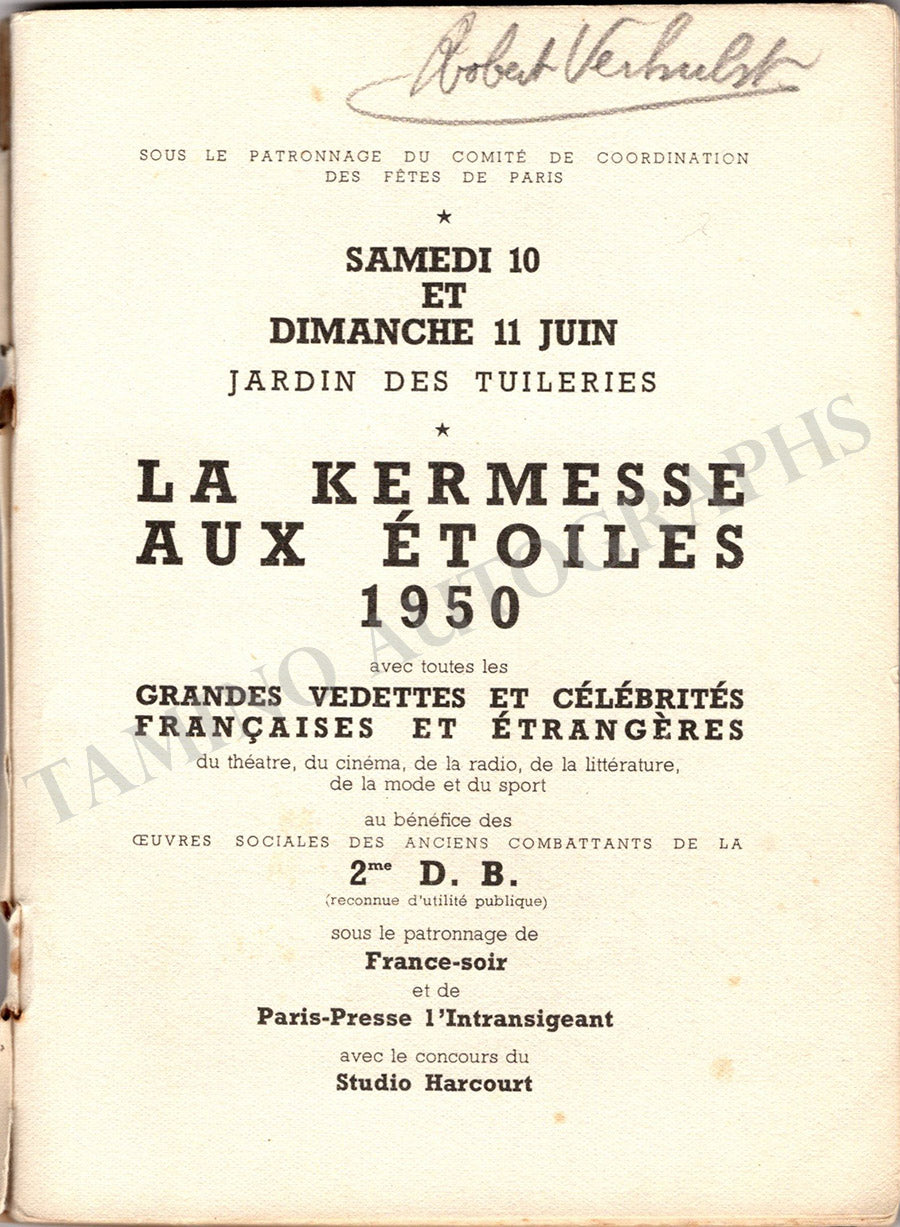 Robert Verhulst
SOUS LE PATRONNAGE DU COMITÉ DE COORDINATION
DES FÊTES DE PARIS
★
SAMEDI 10
ET
DIMANCHE 11 JUIN
JARDIN DES TUILERIES
★
LA KERMESSE
AUX ÉTOILES
1950
avec toutes les
GRANDES VEDETTES ET CÉLÉBRITÉS
FRANÇAISES ET ÉTRANGÈRES
du théatre, du cinéma, de la radio, de la littérature,
de la mode et du sport
au bénéfice des
ŒUVRES SOCIALES DES ANCIENS COMBATTANTS DE LA
2me D. B.
(reconnue d'utilité publique)
sous le patronnage de
France-soir
et de
Paris-Presse l'Intransigeant
avec le concours du
Studio Harcourt
TAMINO AUTOGRAPHS